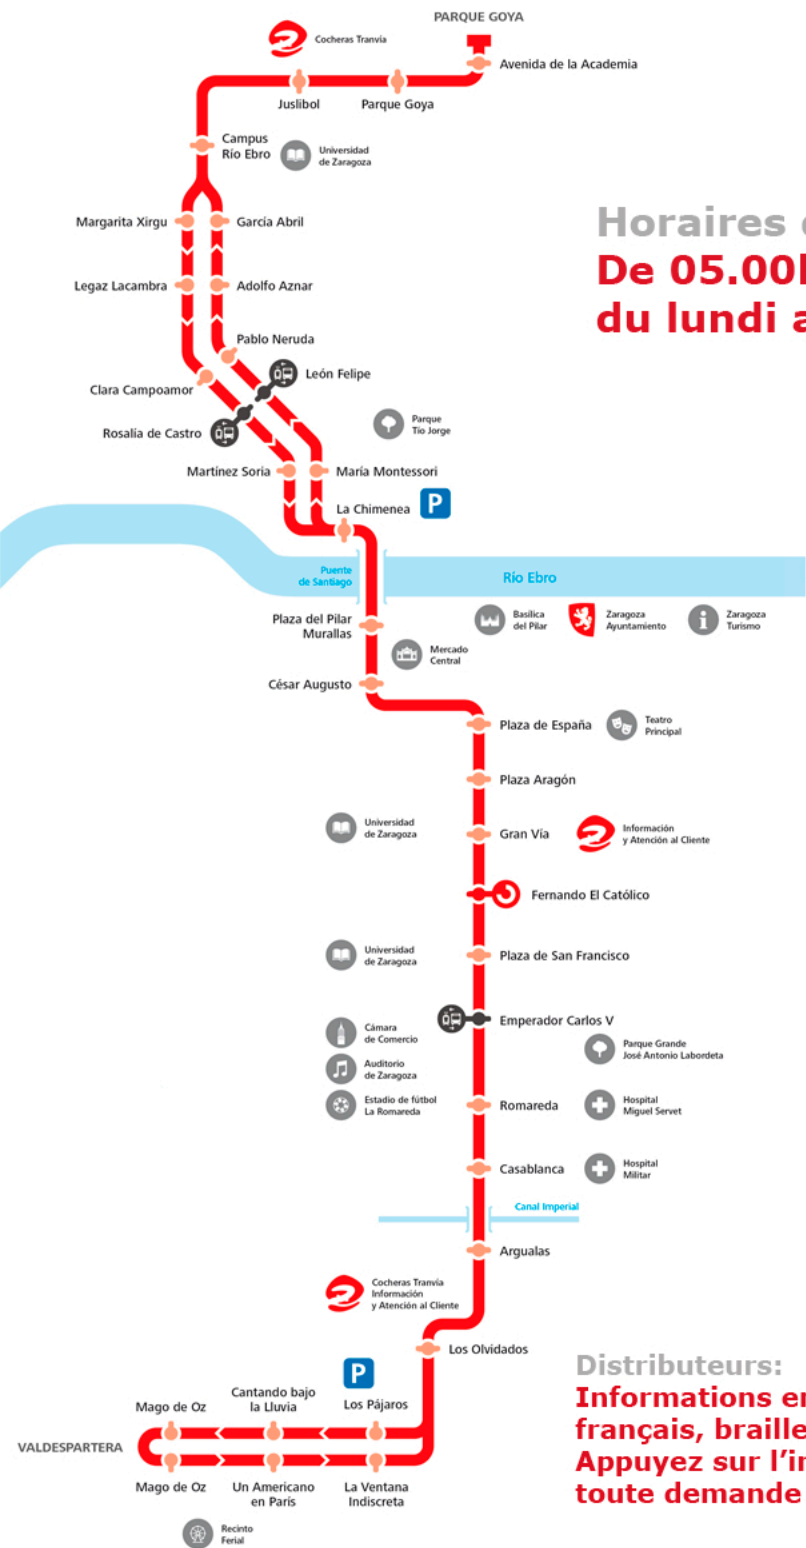 PARQUE GOYA
Cocheras Tranvía
Avenida de la Academia
Juslibol
Parque Goya
Campus
Río Ebro
Universidad
de Zaragoza
Margarita Xirgu
García Abril
Horaires
De 05.00
du lundi a
Legaz Lacambra
Adolfo Aznar
Pablo Neruda
León Felipe
Clara Campoamor
Rosalía de Castro
Parque
Tío Jorge
Martínez Soria
María Montessori
La Chimenea
P
Puente
de Santiago
Río Ebro
Plaza del Pilar
Murallas
Basílica
del Pilar
Zaragoza
Ayuntamiento
i
Zaragoza
Turismo
Mercado
Central
César Augusto
Plaza de España
Teatro
Principal
Plaza Aragón
Universidad
de Zaragoza
Gran Vía
Información
y Atención al Cliente
Fernando El Católico
Universidad
de Zaragoza
Plaza de San Francisco
Emperador Carlos V
Cámara
de Comercio
Parque Grande
José Antonio Labordeta
Auditorio
de Zaragoza
Estadio de fútbol
La Romareda
Romareda
Hospital
Miguel Servet
Casablanca
Hospital
Militar
Canal Imperial
Argualas
Cocheras Tranvía
Información
y Atención al Cliente
Los Olvidados
P
Distributeurs:
Informations en
français, braille
Appuyez sur l'in
toute demande
Mago de Oz
Cantando bajo
la Lluvia
Los Pájaros
VALDESPARTERA
Mago de Oz
Un Americano
en París
La Ventana
Indiscreta
Recinto
Ferial